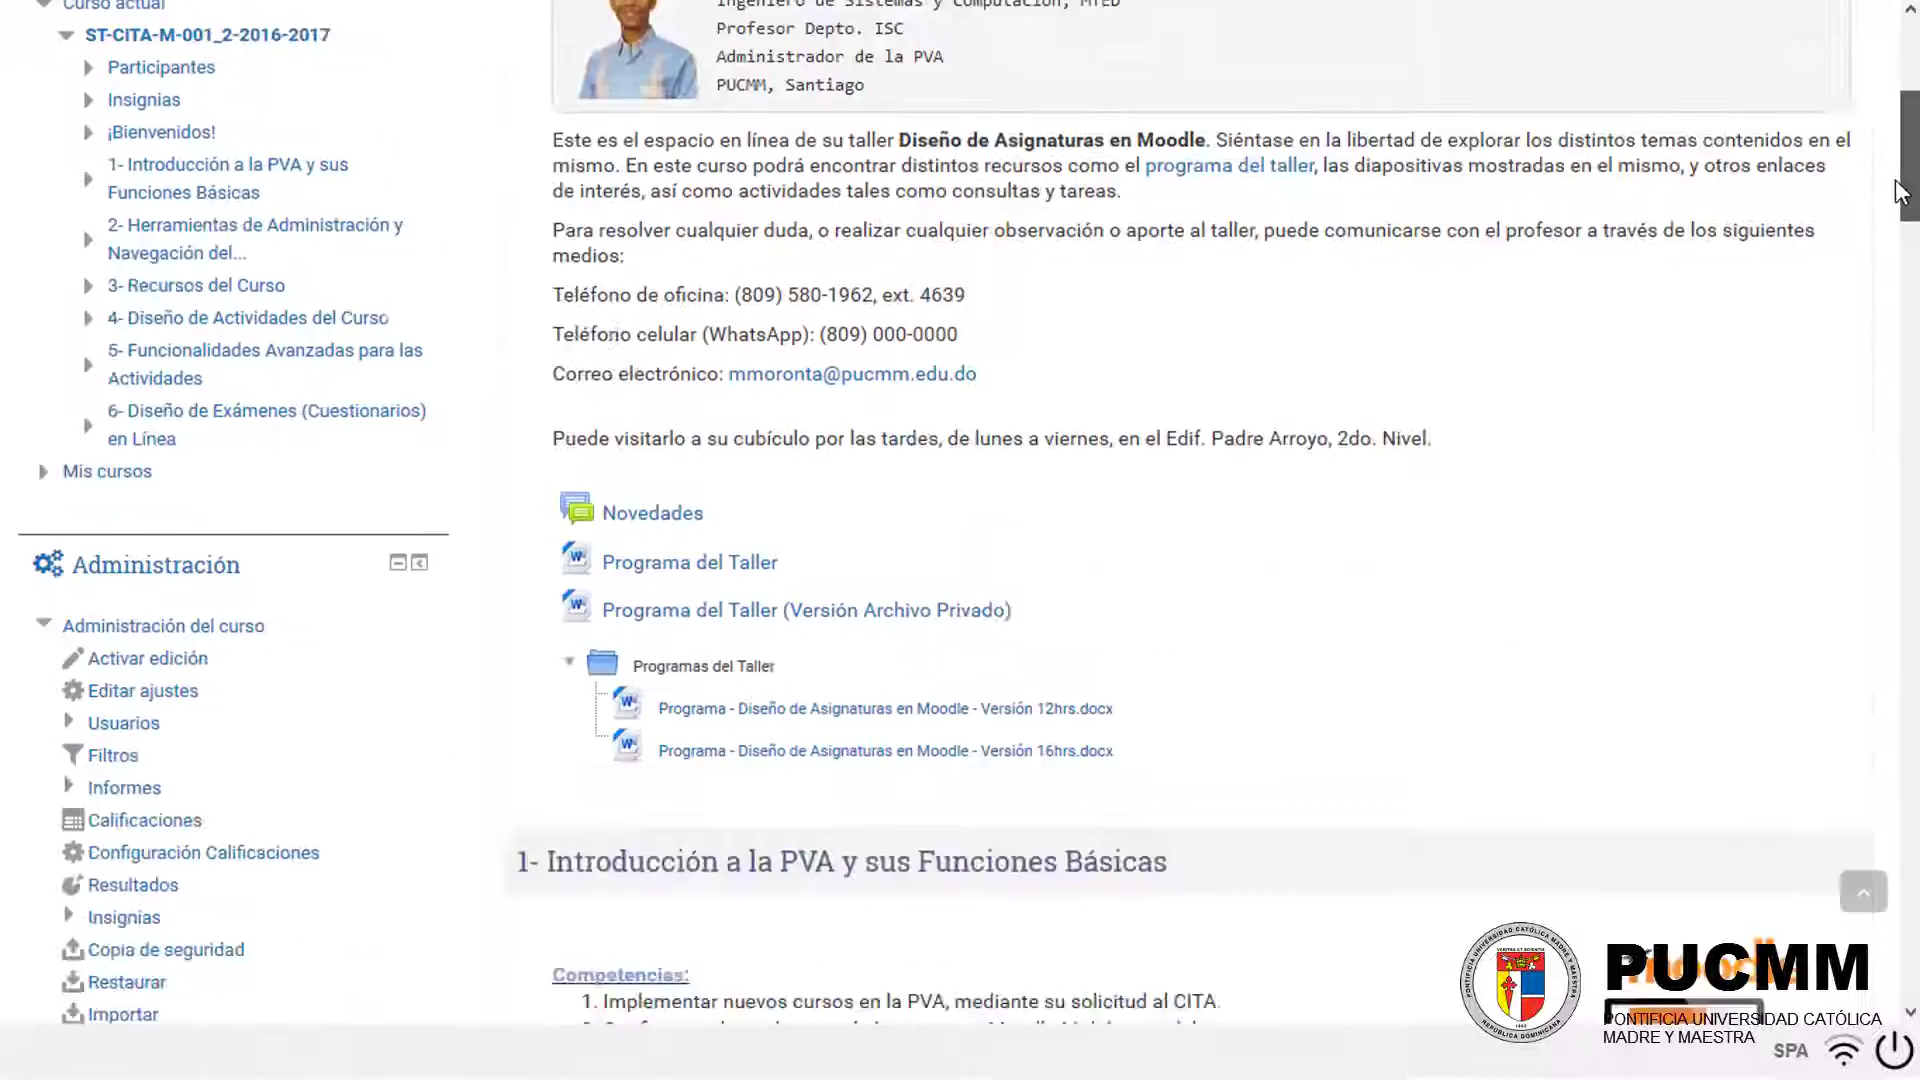 Curso actual
ST-CITA-M-001_2-2016-2017
Participantes
Insignias
¡Bienvenidos!
1- Introducción a la PVA y sus
Funciones Básicas
2- Herramientas de Administración y
Navegación del...
3- Recursos del Curso
4- Diseño de Actividades del Curso
5- Funcionalidades Avanzadas para las
Actividades
6- Diseño de Exámenes (Cuestionarios)
en Línea
Mis cursos
Administración
Administración del curso
Activar edición
Editar ajustes
Usuarios
Filtros
Informes
Calificaciones
Configuración Calificaciones
Resultados
Insignias
Copia de seguridad
Restaurar
Importar
Ingeniero de Sistemas y Computación, MTED
Profesor Depto. ISC
Administrador de la PVA
PUCMM, Santiago
Este es el espacio en línea de su taller Diseño de Asignaturas en Moodle. Siéntase en la libertad de explorar los distintos temas contenidos en el
mismo. En este curso podrá encontrar distintos recursos como el programa del taller, las diapositivas mostradas en el mismo, y otros enlaces
de interés, así como actividades tales como consultas y tareas.
Para resolver cualquier duda, o realizar cualquier observación o aporte al taller, puede comunicarse con el profesor a través de los siguientes
medios:
Teléfono de oficina: (809) 580-1962, ext. 4639
Teléfono celular (WhatsApp): (809) 000-0000
Correo electrónico: mmoronta@pucmm.edu.do
Puede visitarlo a su cubículo por las tardes, de lunes a viernes, en el Edif. Padre Arroyo, 2do. Nivel.
Novedades
Programa del Taller
Programa del Taller (Versión Archivo Privado)
Programas del Taller
Programa - Diseño de Asignaturas en Moodle - Versión 12hrs.docx
Programa - Diseño de Asignaturas en Moodle - Versión 16hrs.docx
1- Introducción a la PVA y sus Funciones Básicas
Competencias:
1. Implementar nuevos cursos en la PVA, mediante su solicitud al CITA.
PUCMM
PONTIFICIA UNIVERSIDAD CATÓLICA
MADRE Y MAESTRA
SPA